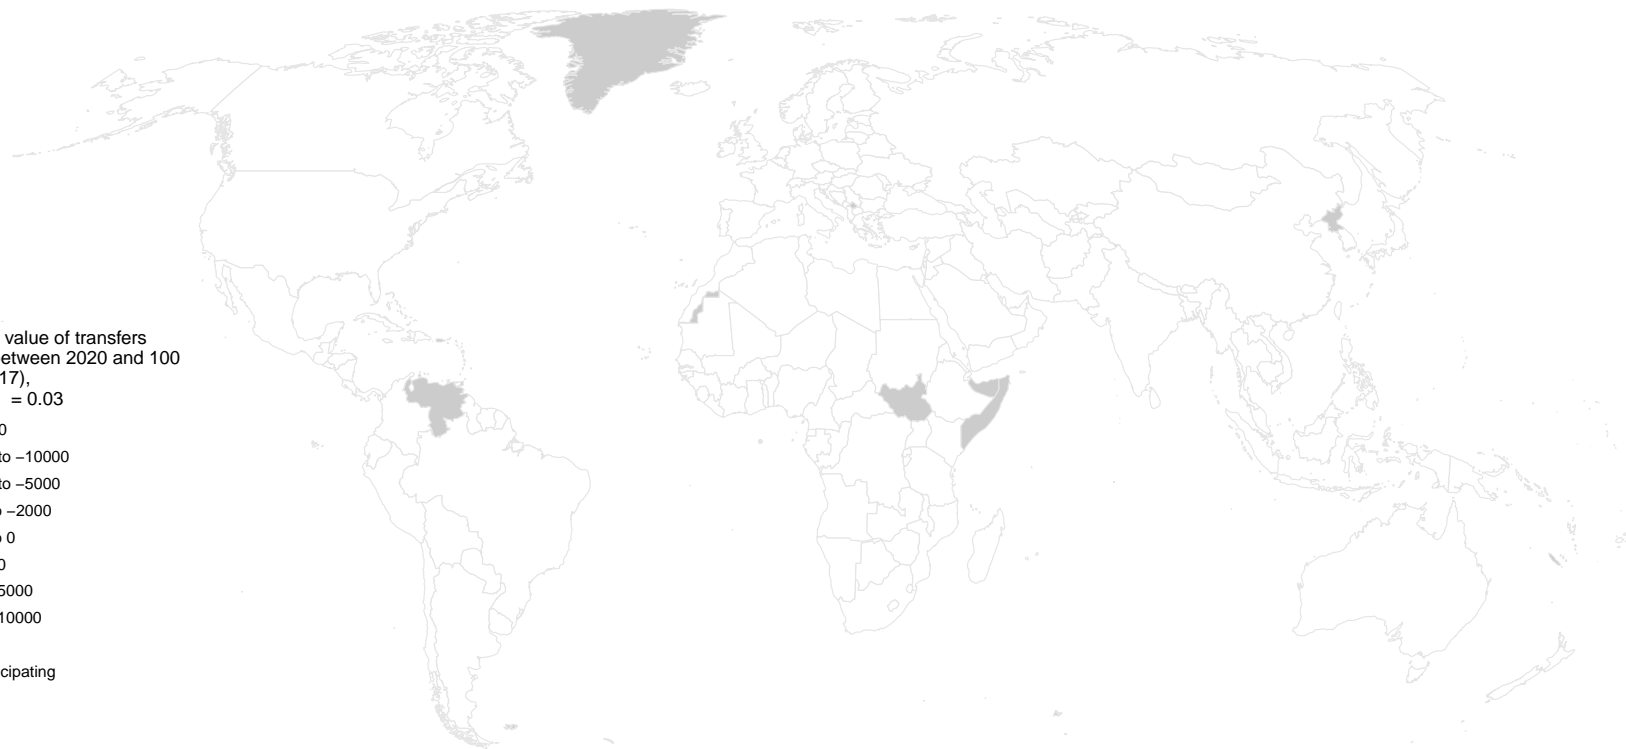 value of transfers
etween 2020 and 100
17),
= 0.03
0
to −10000
to −5000
−2000
0
0
5000
10000
cipating